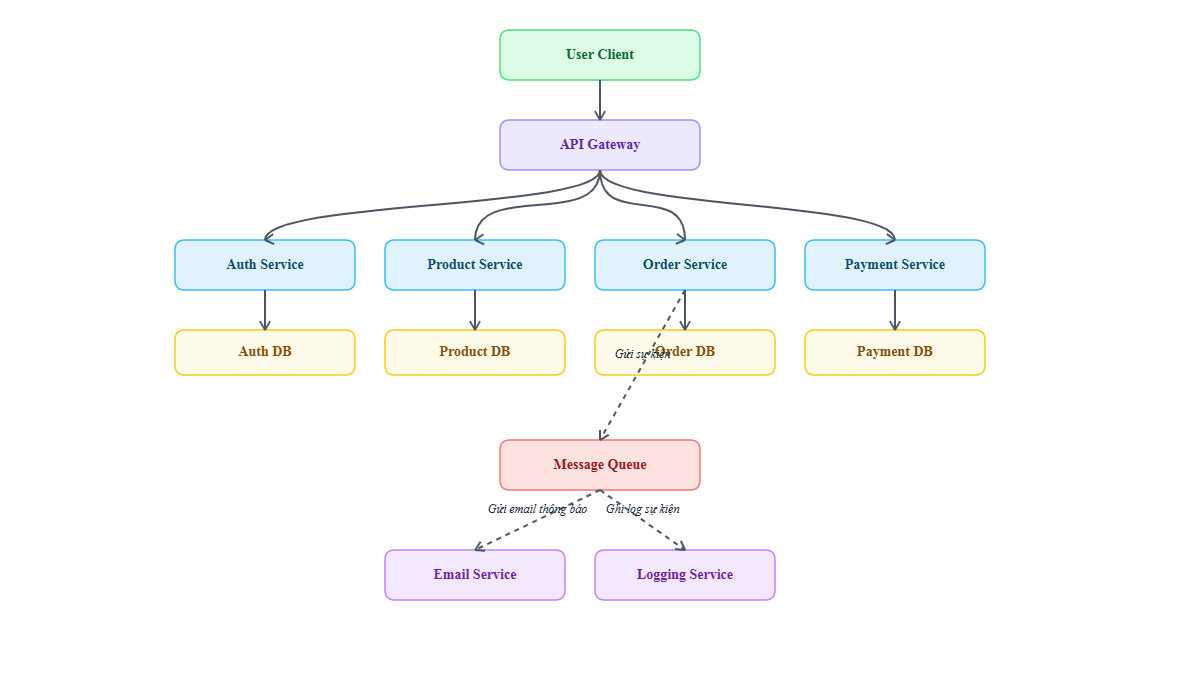 User Client
API Gateway
Auth Service
Product Service
Order Service
Payment Service
Auth DB
Product DB
Gửi sự kiện
Order DB
Payment DB
Message Queue
Gửi email thông báo
Ghi log sự kiện
Email Service
Logging Service